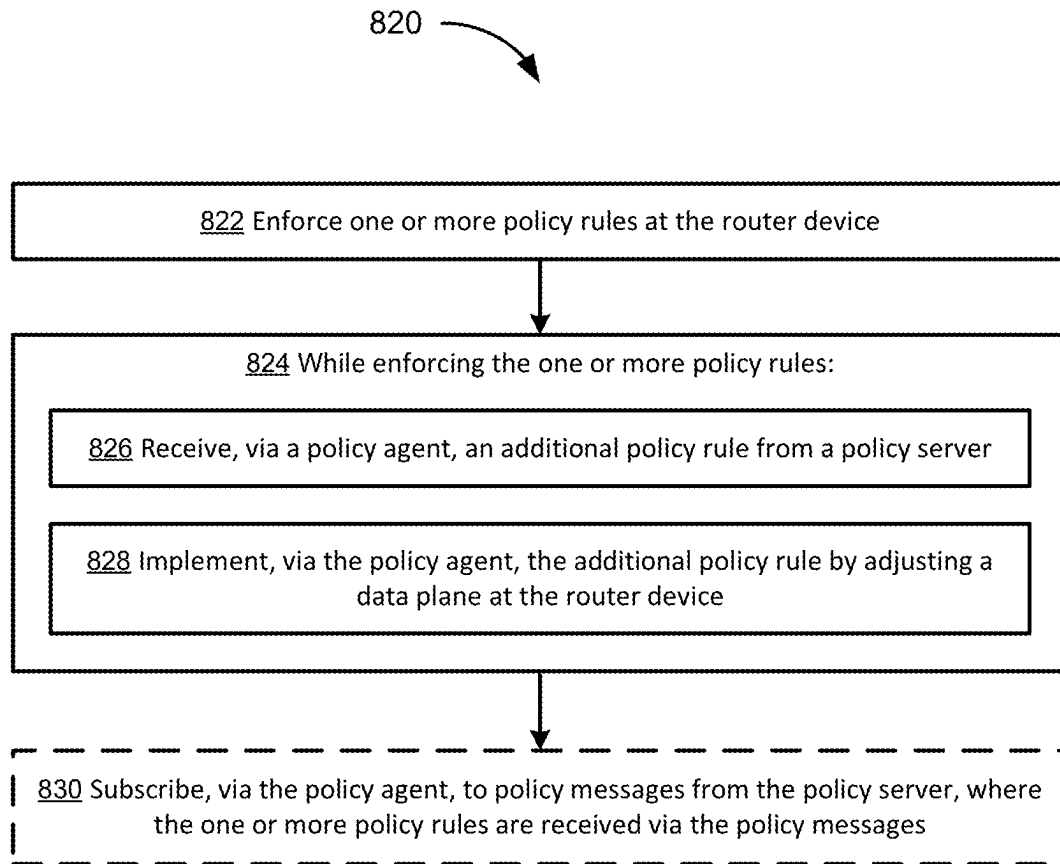 820
822 Enforce one or more policy rules at the router device
824 While enforcing the one or more policy rules:
826 Receive, via a policy agent, an additional policy rule from a policy server
828 Implement, via the policy agent, the additional policy rule by adjusting a
data plane at the router device
830 Subscribe, via the policy agent, to policy messages from the policy server, where
the one or more policy rules are received via the policy messages